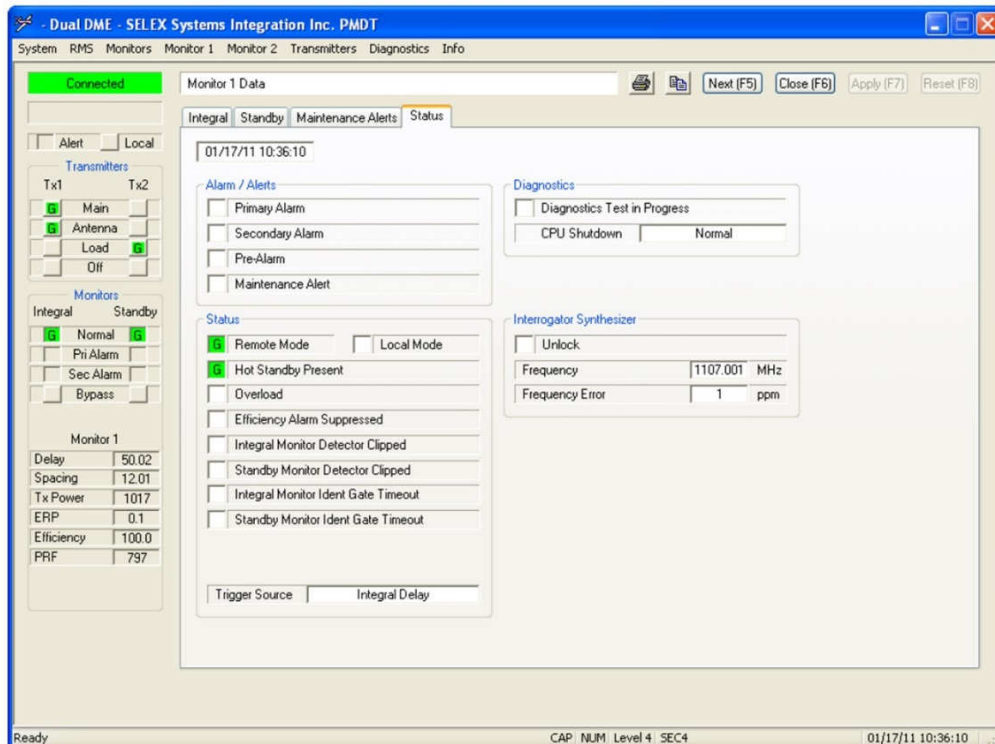 - Dual DME - SELEX Systems Integration Inc. PMDT
System RMS Monitors Monitor 1 Monitor 2 Transmitters Diagnostics Info
Connected
Monitor 1 Data
Next (F5) Close (F6) Apply (F7) Reset (F8)
Integral Standby Maintenance Alerts Status
Alert Local
Transmitters
Tx1 Tx2
G Main
G Antenna
Load G
Off
Monitors
Integral Standby
G Normal G
Pri Alarm
Sec Alarm
Bypass
Monitor 1
Delay 50.02
Spacing 12.01
Tx Power 1017
ERP 0.1
Efficiency 100.0
PRF 797
01/17/11 10:36:10
Alarm / Alerts
Primary Alarm
Secondary Alarm
Pre-Alarm
Maintenance Alert
Diagnostics
Diagnostics Test in Progress
CPU Shutdown Normal
Status
G Remote Mode Local Mode
G Hot Standby Present
Overload
Efficiency Alarm Suppressed
Integral Monitor Detector Clipped
Standby Monitor Detector Clipped
Integral Monitor Ident Gate Timeout
Standby Monitor Ident Gate Timeout
Trigger Source Integral Delay
Interrogator Synthesizer
Unlock
Frequency 1107.001 MHz
Frequency Error 1 ppm
Ready CAP NUM Level 4 SEC4 01/17/11 10:36:10